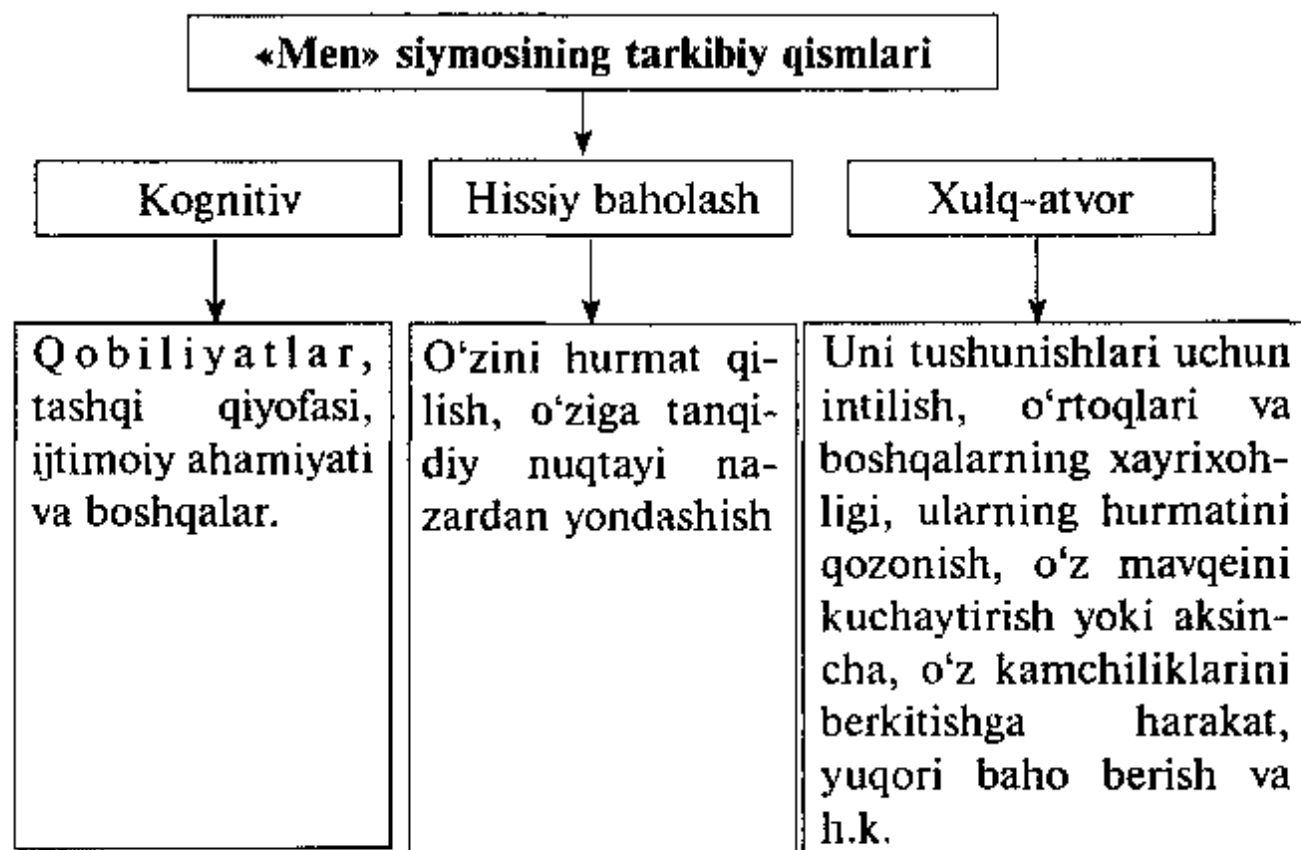 «Men» siymosining tarkibiy qismlari
Kognitiv
Hissiy baholash
Xulq-atvor
Qobiliyatlar,
tashqi qiyofasi,
ijtimoiy ahamiyati
va boshqalar.
O‘zini hurmat qi-
lish, o‘ziga tanqi-
diy nuqtayi na-
zardan yondashish
Uni tushunishlari uchun
intilish, o‘rtoqlari va
boshqalarning xayrixoh-
ligi, ularning hurmatini
qozonish, o‘z mavqeini
kuchaytirish yoki aksin-
cha, o‘z kamchiliklarini
berkitishga harakat,
yuqori baho berish va
h.k.